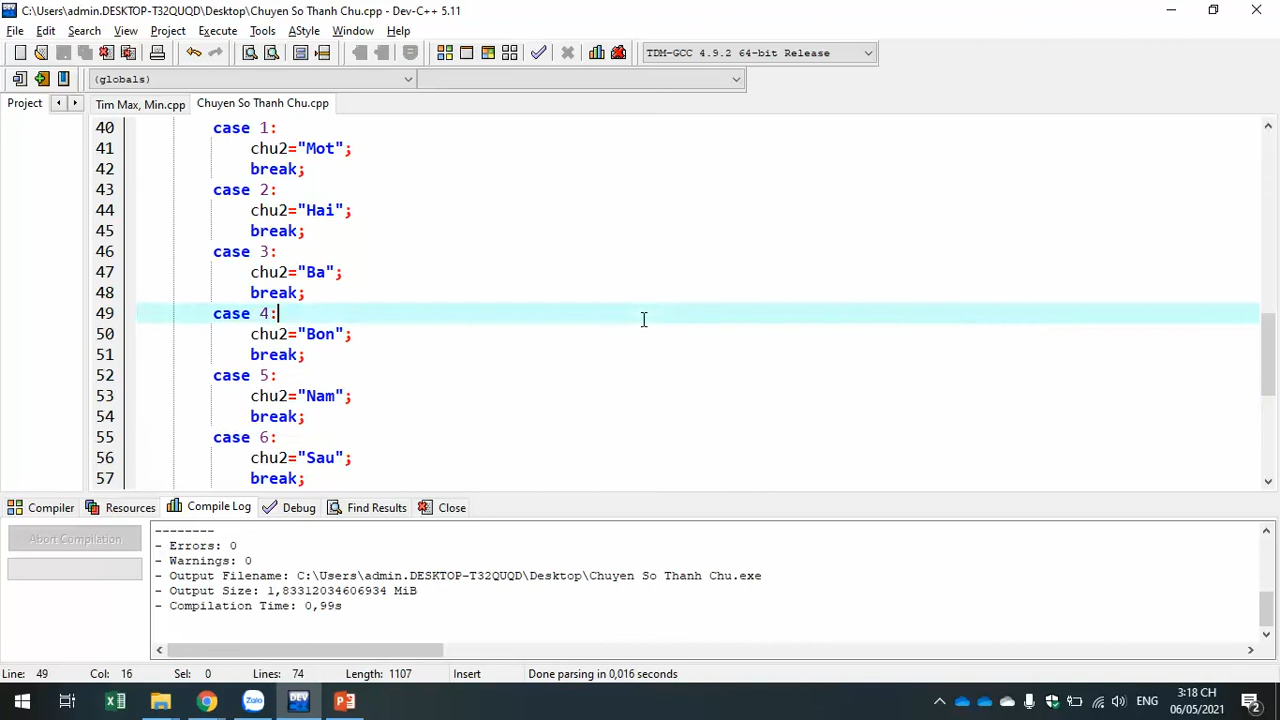 C:\Users\admin.DESKTOP-T32QUQD\Desktop\Chuyen So Thanh Chu.cpp - Dev-C++ 5.11
File Edit Search View Project Execute Tools AStyle Window Help
TDM-GCC 4.9.2 64-bit Release
(globals)
Project Tim Max, Min.cpp Chuyen So Thanh Chu.cpp
40 case 1:
41 chu2="Mot";
42 break;
43 case 2:
44 chu2="Hai";
45 break;
46 case 3:
47 chu2="Ba";
48 break;
49 case 4:
50 chu2="Bon";
51 break;
52 case 5:
53 chu2="Nam";
54 break;
55 case 6:
56 chu2="Sau";
57 break;
Compiler Resources Compile Log Debug Find Results Close
Abort Compilation
--------
- Errors: 0
- Warnings: 0
- Output Filename: C:\Users\admin.DESKTOP-T32QUQD\Desktop\Chuyen So Thanh Chu.exe
- Output Size: 1,83312034606934 MiB
- Compilation Time: 0,99s
Line: 49 Col: 16 Sel: 0 Lines: 74 Length: 1107 Insert Done parsing in 0,016 seconds
Zalo DEV ENG 3:18 CH
06/05/2021 2